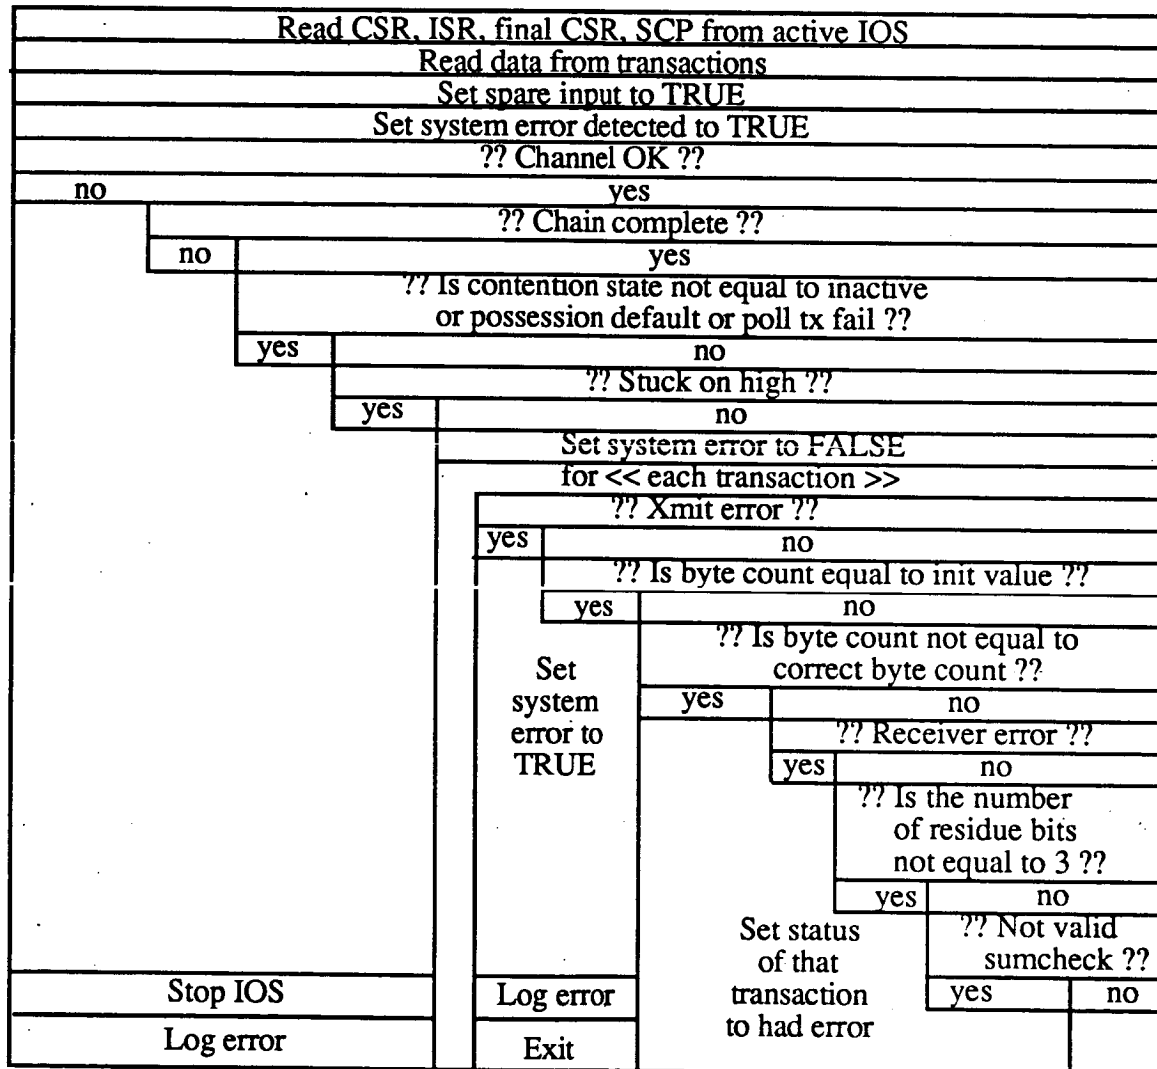 Read CSR, ISR, final CSR, SCP from active IOS
Read data from transactions
Set spare input to TRUE
Set system error detected to TRUE
?? Channel OK ??
no yes
?? Chain complete ??
no yes
?? Is contention state not equal to inactive
or possession default or poll tx fail ??
yes no
?? Stuck on high ??
yes no
Set system error to FALSE
for << each transaction >>
?? Xmit error ??
yes no
?? Is byte count equal to init value ??
yes no
?? Is byte count not equal to
correct byte count ??
yes no
Set
system
error to
TRUE
?? Receiver error ??
yes no
?? Is the number
of residue bits
not equal to 3 ??
yes no
?? Not valid
sumcheck ??
yes no
Set status
of that
transaction
to had error
Stop IOS
Log error
Log error
Exit